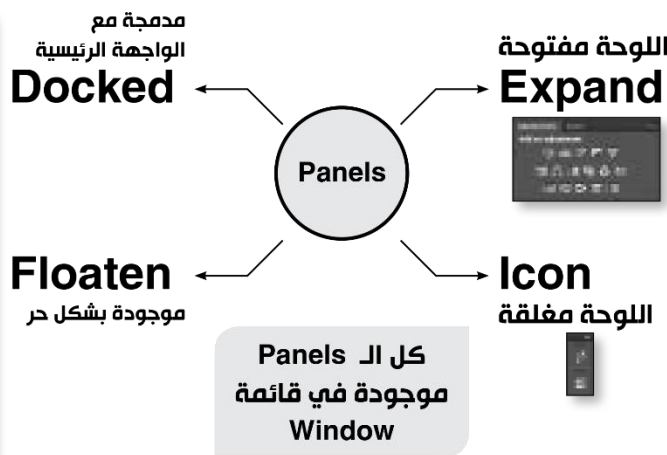 مدمجة مع
الواجهة الرئيسية
Docked
اللوحة مفتوحة
Expand
Panels
Floaten
موجودة بشكل حر
Icon
اللوحة مغلقة
كل الـ Panels
موجودة في قائمة
Window